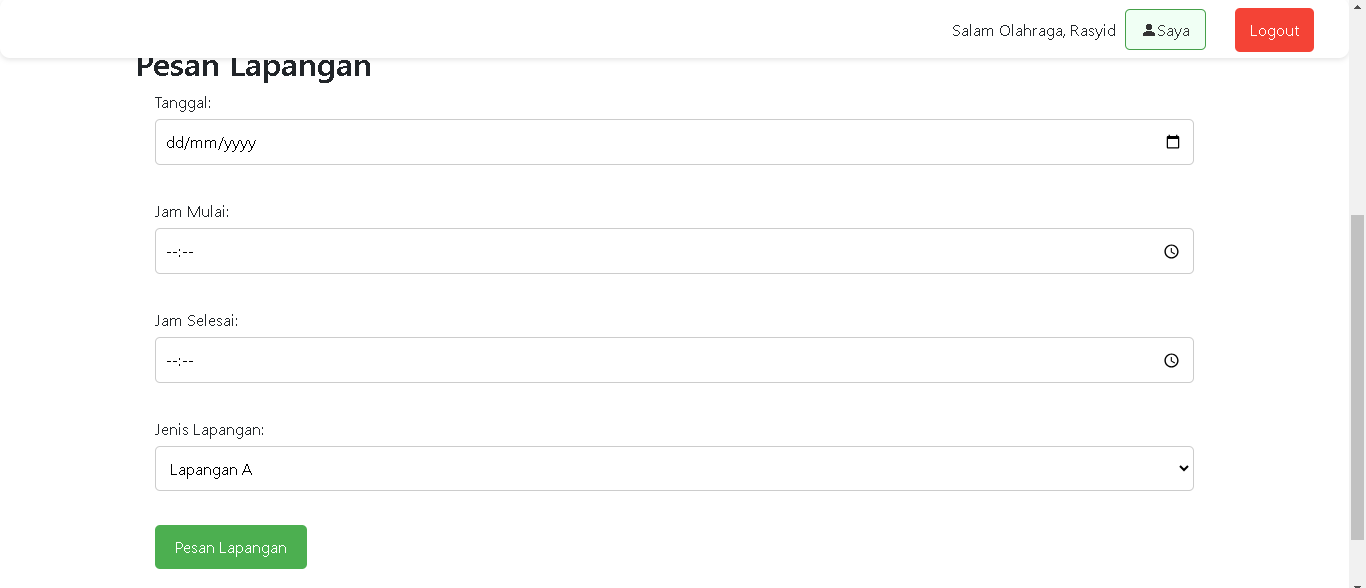 Salam Olahraga, Rasyid
Saya
Logout
Pesan Lapangan
Tanggal:
dd/mm/yyyy
Jam Mulai:
--:--
Jam Selesai:
--:--
Jenis Lapangan:
Lapangan A
Pesan Lapangan